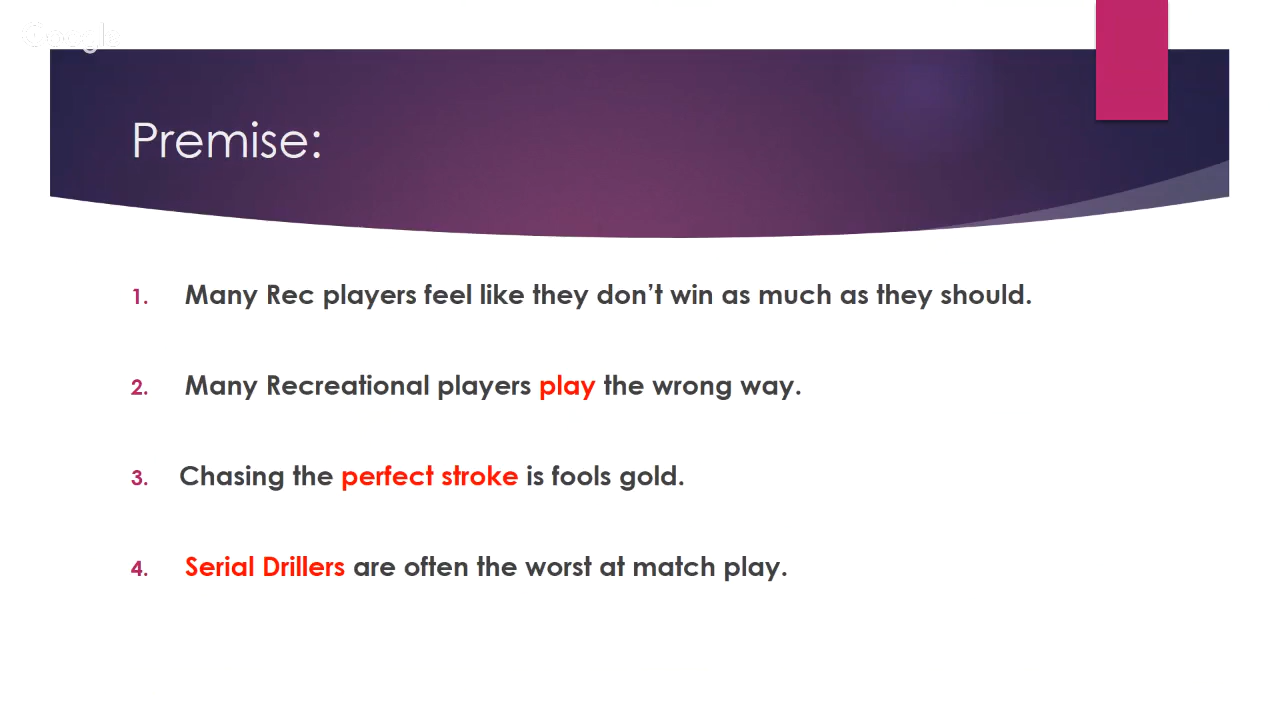 Google
Premise:
1. Many Rec players feel like they don’t win as much as they should.
2. Many Recreational players play the wrong way.
3. Chasing the perfect stroke is fools gold.
4. Serial Drillers are often the worst at match play.